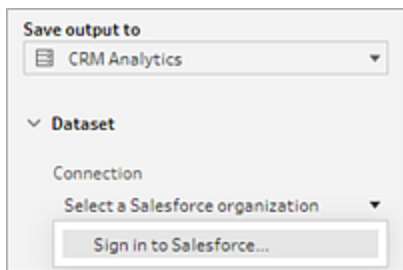 Save output to
CRM Analytics
Dataset
Connection
Select a Salesforce organization
Sign in to Salesforce...